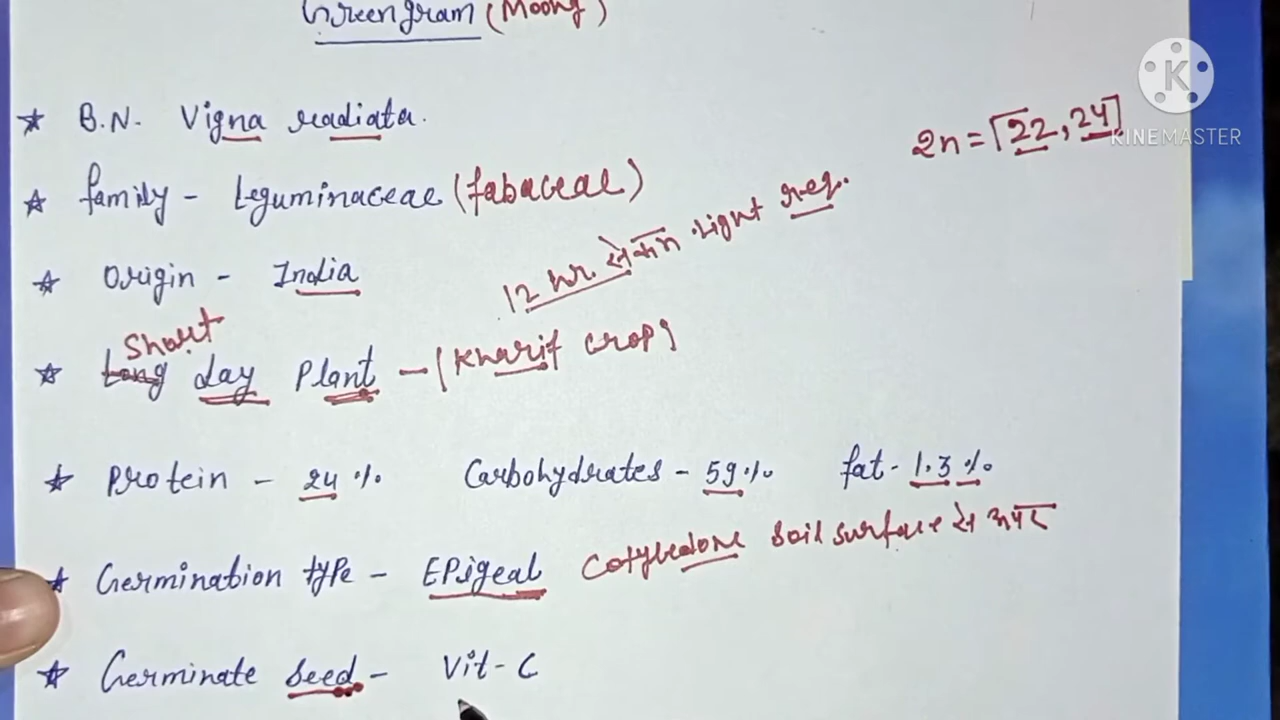 Greengram (Moong)
K
KINEMASTER
★ B.N. Vigna radiata.
2n = [22, 24]
★ family - Leguminaceae (fabaceae)
12 hr. से कम light req.
★ Origin - India
Short
★ Long day Plant - (Kharif crop)
★ Protein - 24 % Carbohydrates - 59 % fat - 1.3 %
★ Germination type - EPigeal Cotyledone soil surface से ऊपर
★ Germinate seed - Vit-C